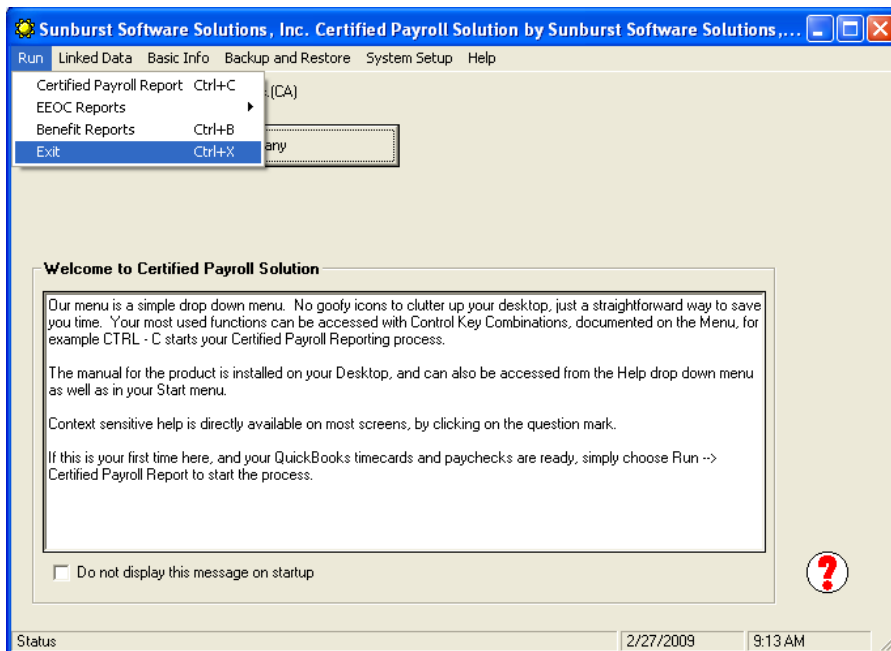 Sunburst Software Solutions, Inc. Certified Payroll Solution by Sunburst Software Solutions,...
Run Linked Data Basic Info Backup and Restore System Setup Help
Certified Payroll Report Ctrl+C
.(CA)
EEOC Reports
Benefit Reports Ctrl+B
any
Exit Ctrl+X
Welcome to Certified Payroll Solution
Our menu is a simple drop down menu. No goofy icons to clutter up your desktop, just a straightforward way to save
you time. Your most used functions can be accessed with Control Key Combinations, documented on the Menu, for
example CTRL - C starts your Certified Payroll Reporting process.
The manual for the product is installed on your Desktop, and can also be accessed from the Help drop down menu
as well as in your Start menu.
Context sensitive help is directly available on most screens, by clicking on the question mark.
If this is your first time here, and your QuickBooks timecards and paychecks are ready, simply choose Run -->
Certified Payroll Report to start the process.
Do not display this message on startup
?
Status 2/27/2009 9:13 AM